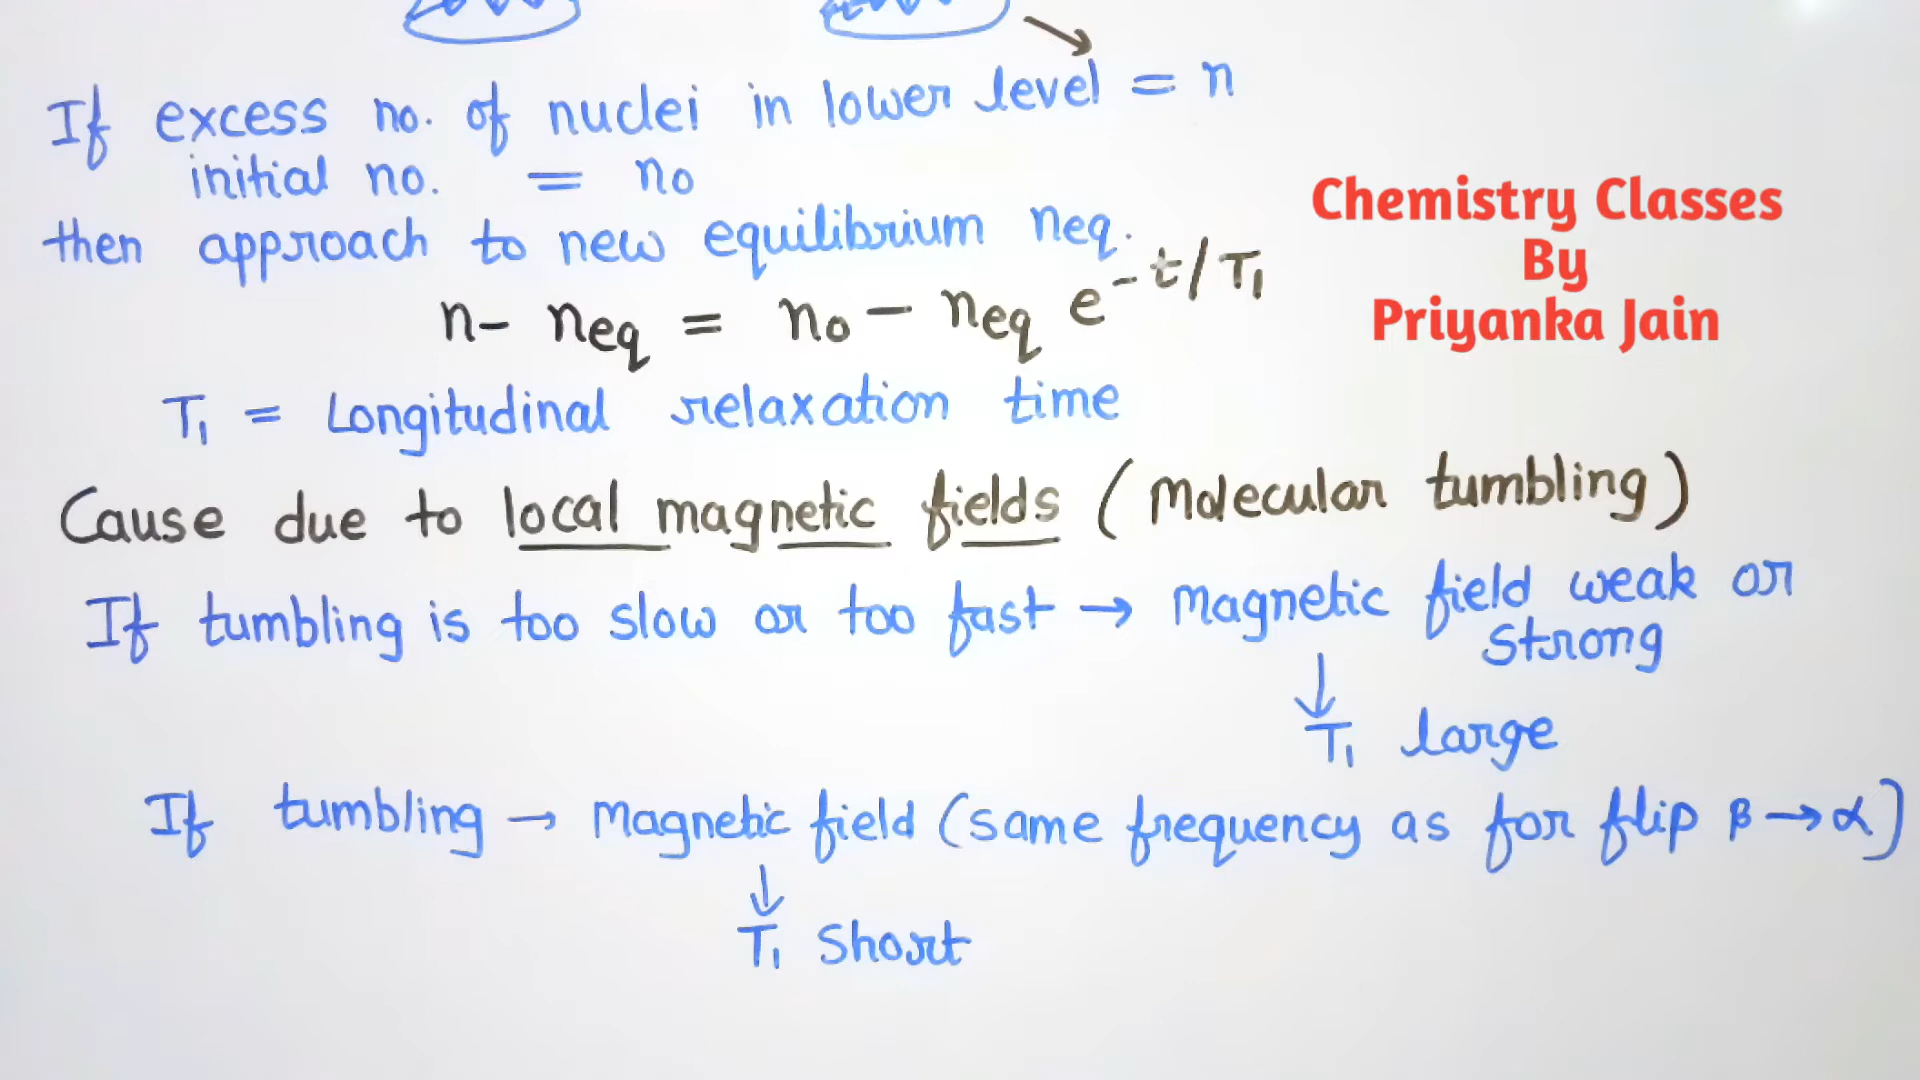 If excess no. of nuclei in lower level = n
initial no. = n₀
then approach to new equilibrium neq.
n - neq = n₀ - neq e^-t/T₁
T₁ = Longitudinal relaxation time
Cause due to local magnetic fields (Molecular tumbling)
If tumbling is too slow or too fast → Magnetic field weak or
strong
↓
T₁ large
If tumbling → Magnetic field (same frequency as for flip β → α)
↓
T₁ Short
Chemistry Classes
By
Priyanka Jain